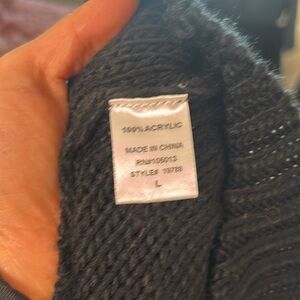 100% ACRYLIC
MADE IN CHINA
RN#105013
STYLE# 19788
L